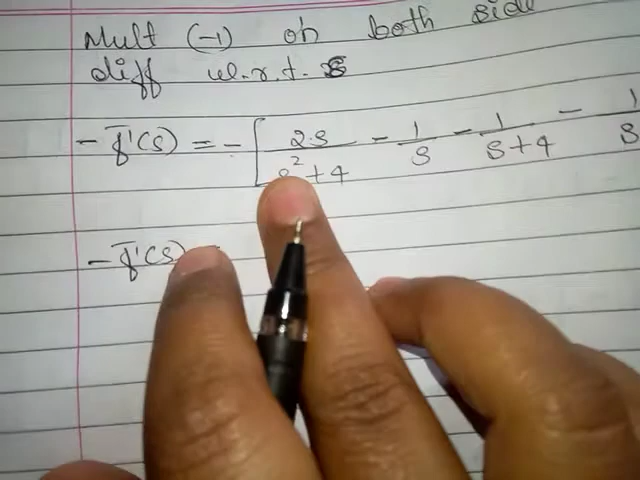 Mult (-1) on both side
diff w.r.t. s
- f̄'(s) = - [ 2s/s²+4 - 1/s - 1/s+4 - 1/s
- f̄'(s) =